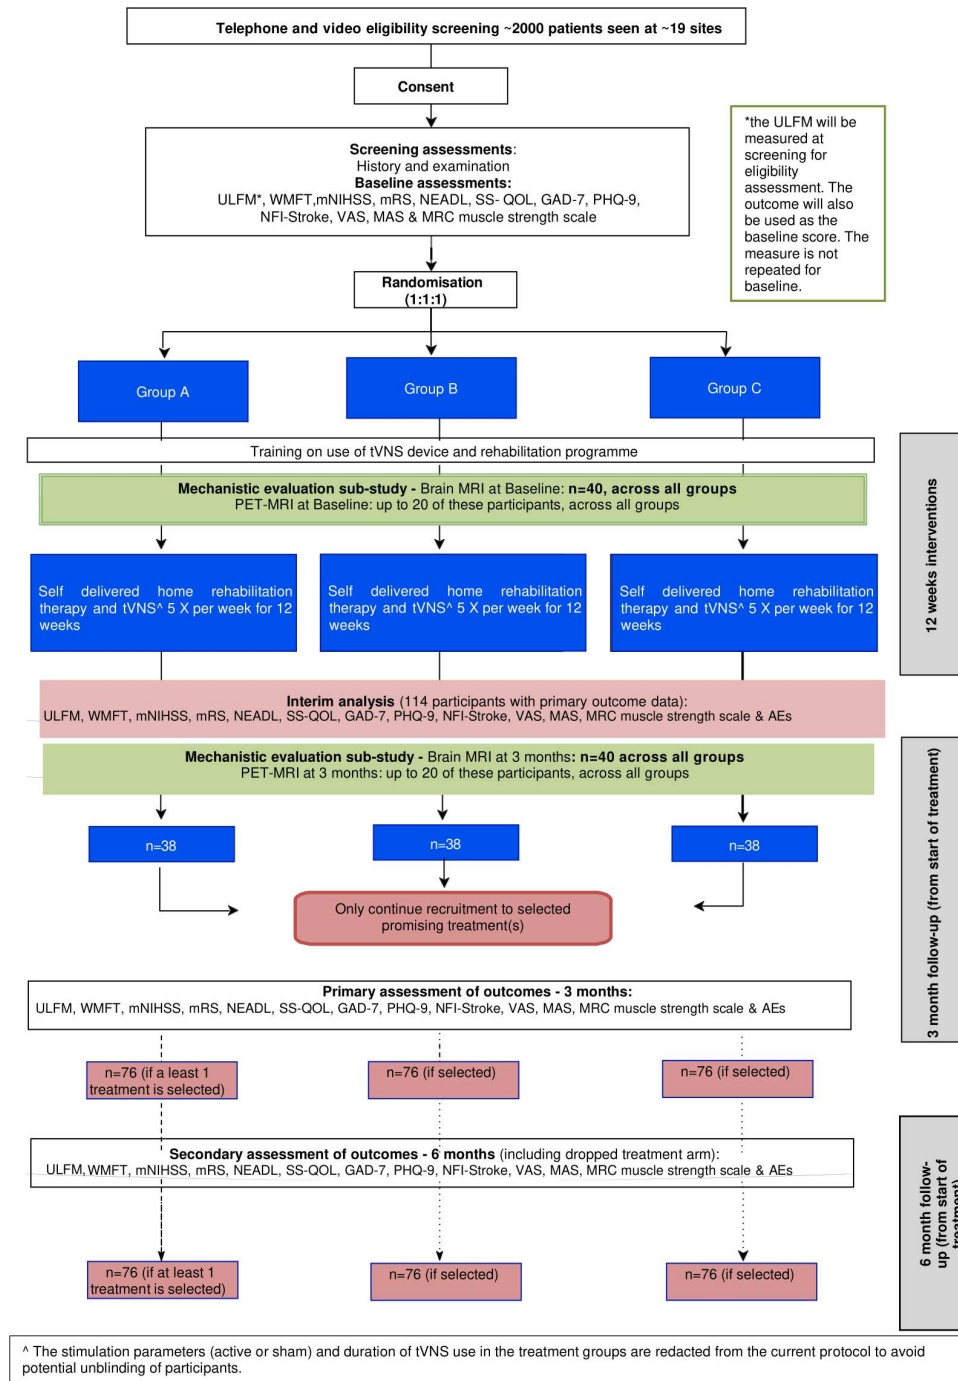 Telephone and video eligibility screening ~2000 patients seen at ~19 sites
Consent
*the ULFM will be
measured at
screening for
eligibility
assessment. The
outcome will also
be used as the
baseline score. The
measure is not
repeated for
baseline.
Screening assessments:
History and examination
Baseline assessments:
ULFM*, WMFT,mNIHSS, mRS, NEADL, SS- QOL, GAD-7, PHQ-9,
NFI-Stroke, VAS, MAS & MRC muscle strength scale
Randomisation
(1:1:1)
Group A
Group B
Group C
Training on use of tVNS device and rehabilitation programme
Mechanistic evaluation sub-study - Brain MRI at Baseline: n=40, across all groups
PET-MRI at Baseline: up to 20 of these participants, across all groups
12 weeks interventions
Self delivered home rehabilitation
therapy and tVNS^ 5 X per week for 12
weeks
Self delivered home rehabilitation
therapy and tVNS^ 5 X per week for 12
weeks
Self delivered home rehabilitation
therapy and tVNS^ 5 X per week for 12
weeks
Interim analysis (114 participants with primary outcome data):
ULFM, WMFT, mNIHSS, mRS, NEADL, SS-QOL, GAD-7, PHQ-9, NFI-Stroke, VAS, MAS, MRC muscle strength scale & AEs
Mechanistic evaluation sub-study - Brain MRI at 3 months: n=40 across all groups
PET-MRI at 3 months: up to 20 of these participants, across all groups
3 month follow-up (from start of treatment)
n=38
n=38
n=38
Only continue recruitment to selected
promising treatment(s)
Primary assessment of outcomes - 3 months:
ULFM, WMFT, mNIHSS, mRS, NEADL, SS-QOL, GAD-7, PHQ-9, NFI-Stroke, VAS, MAS, MRC muscle strength scale & AEs
n=76 (if a least 1
treatment is selected)
n=76 (if selected)
n=76 (if selected)
Secondary assessment of outcomes - 6 months (including dropped treatment arm):
ULFM, WMFT, mNIHSS, mRS, NEADL, SS-QOL, GAD-7, PHQ-9, NFI-Stroke, VAS, MAS, MRC muscle strength scale & AEs
6 month follow-
up (from start of
treatment)
n=76 (if at least 1
treatment is selected)
n=76 (if selected)
n=76 (if selected)
^ The stimulation parameters (active or sham) and duration of tVNS use in the treatment groups are redacted from the current protocol to avoid
potential unblinding of participants.